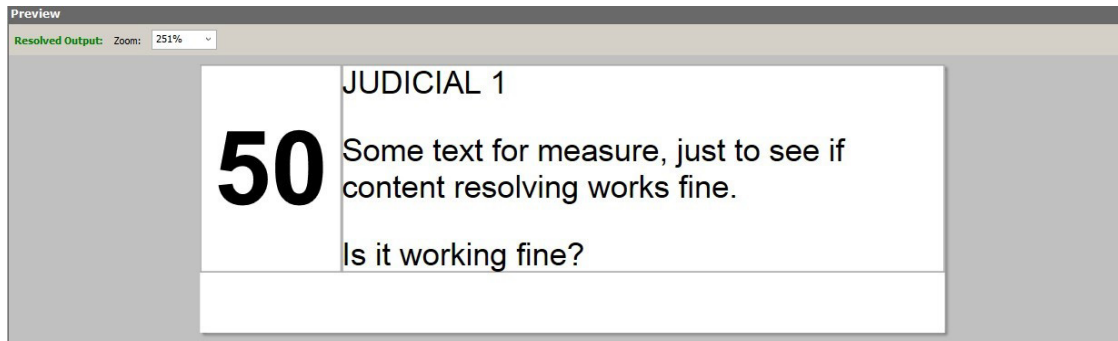 Preview
Resolved Output: Zoom: 251%
50
JUDICIAL 1
Some text for measure, just to see if
content resolving works fine.
Is it working fine?